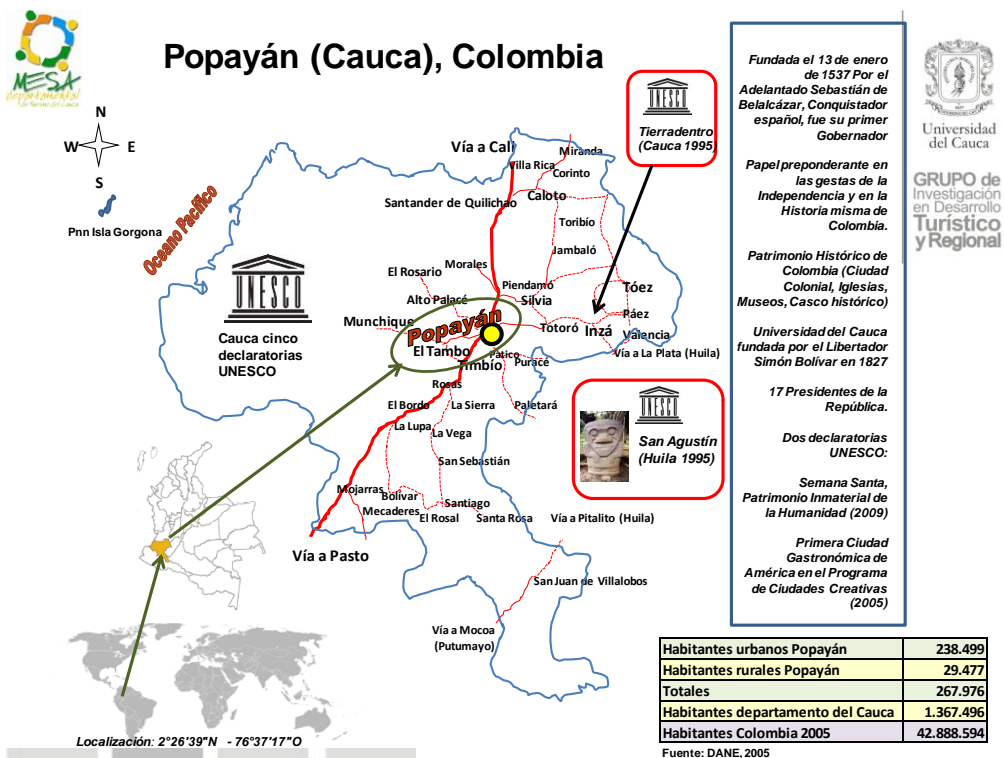 Popayán (Cauca), Colombia
MESA
departamental
de Turismo del Cauca
N
W
E
S
Pnn Isla Gorgona
Oceano Pacífico
UNESCO
Cauca cinco
declaratorias
UNESCO
Vía a Cali
Miranda
Villa Rica
Corinto
Santander de Quilichao
Caloto
Toribío
Jambaló
Morales
El Rosario
Piendamó
Tóez
Alto Palacé
Silvia
Páez
Munchique
Popayán
Totoró
Inzá
Valencia
El Tambo
Vía a La Plata (Huila)
Timbío
Puracé
Rosas
El Bordo
La Sierra
Paletará
La Lupa
La Vega
San Sebastián
Mojarras
Bolívar
Santiago
Mecaderes
El Rosal
Santa Rosa
Vía a Pitalito (Huila)
Vía a Pasto
San Juan de Villalobos
Vía a Mocoa
(Putumayo)
UNESCO
Tierradentro
(Cauca 1995)
UNESCO
San Agustín
(Huila 1995)
Fundada el 13 de enero
de 1537 Por el
Adelantado Sebastián de
Belalcázar, Conquistador
español, fue su primer
Gobernador
Papel preponderante en
las gestas de la
Independencia y en la
Historia misma de
Colombia.
Patrimonio Histórico de
Colombia (Ciudad
Colonial, Iglesias,
Museos, Casco histórico)
Universidad del Cauca
fundada por el Libertador
Simón Bolívar en 1827
17 Presidentes de la
República.
Dos declaratorias
UNESCO:
Semana Santa,
Patrimonio Inmaterial de
la Humanidad (2009)
Primera Ciudad
Gastronómica de
América en el Programa
de Ciudades Creativas
(2005)
Universidad
del Cauca
GRUPO de
Investigación
en Desarrollo
Turístico
y Regional
Habitantes urbanos Popayán 238.499
Habitantes rurales Popayán 29.477
Totales 267.976
Habitantes departamento del Cauca 1.367.496
Habitantes Colombia 2005 42.888.594
Fuente: DANE, 2005
Localización: 2°26'39"N - 76°37'17"O